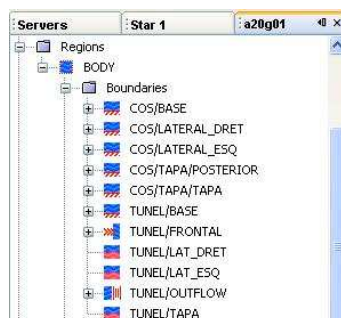 Servers Star 1 a20g01
Regions
BODY
Boundaries
COS/BASE
COS/LATERAL_DRET
COS/LATERAL_ESQ
COS/TAPA/POSTERIOR
COS/TAPA/TAPA
TUNEL/BASE
TUNEL/FRONTAL
TUNEL/LAT_DRET
TUNEL/LAT_ESQ
TUNEL/OUTFLOW
TUNEL/TAPA